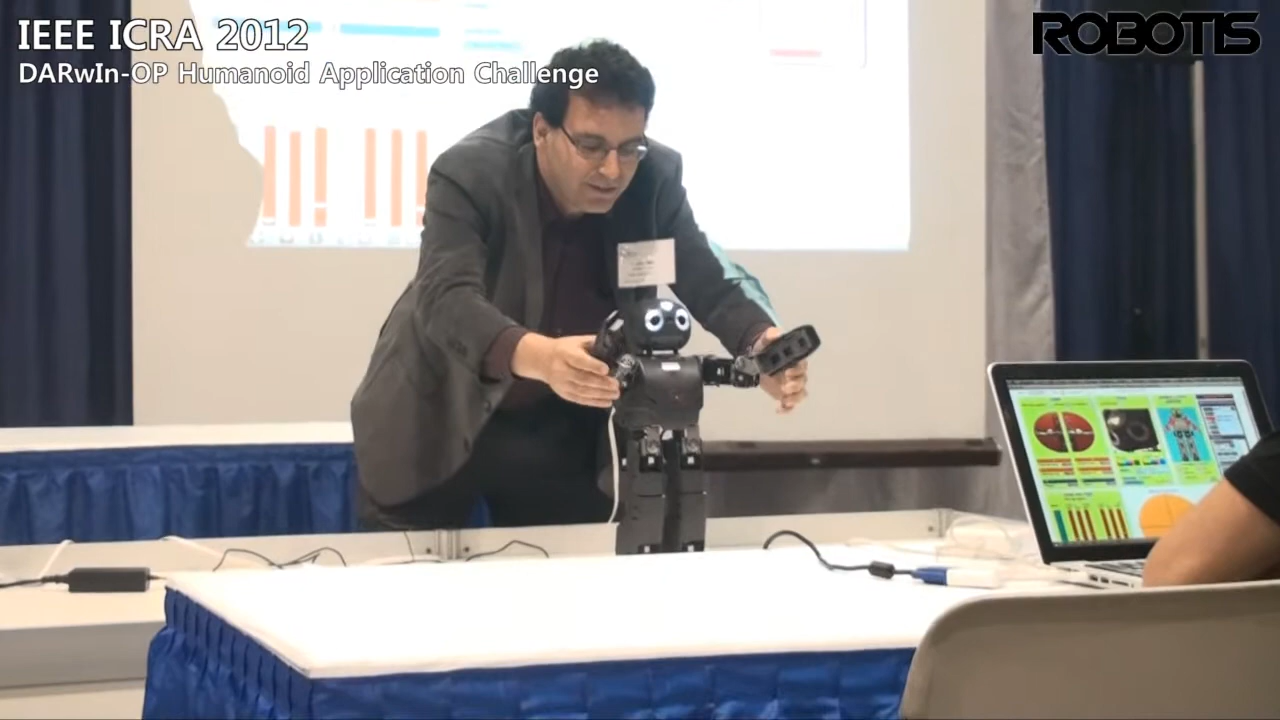 IEEE ICRA 2012
DARwIn-OP Humanoid Application Challenge
ROBOTIS